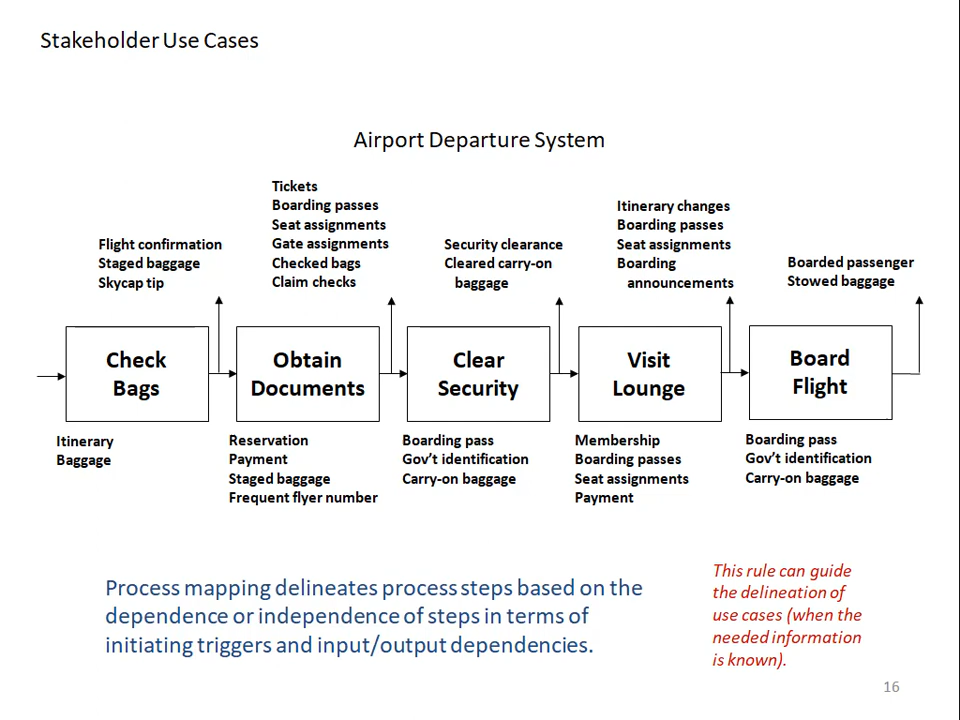 Stakeholder Use Cases
Airport Departure System
Flight confirmation
Staged baggage
Skycap tip
Tickets
Boarding passes
Seat assignments
Gate assignments
Checked bags
Claim checks
Security clearance
Cleared carry-on
baggage
Itinerary changes
Boarding passes
Seat assignments
Boarding
announcements
Boarded passenger
Stowed baggage
Check
Bags
Obtain
Documents
Clear
Security
Visit
Lounge
Board
Flight
Itinerary
Baggage
Reservation
Payment
Staged baggage
Frequent flyer number
Boarding pass
Gov't identification
Carry-on baggage
Membership
Boarding passes
Seat assignments
Payment
Boarding pass
Gov't identification
Carry-on baggage
Process mapping delineates process steps based on the
dependence or independence of steps in terms of
initiating triggers and input/output dependencies.
This rule can guide
the delineation of
use cases (when the
needed information
is known).
16